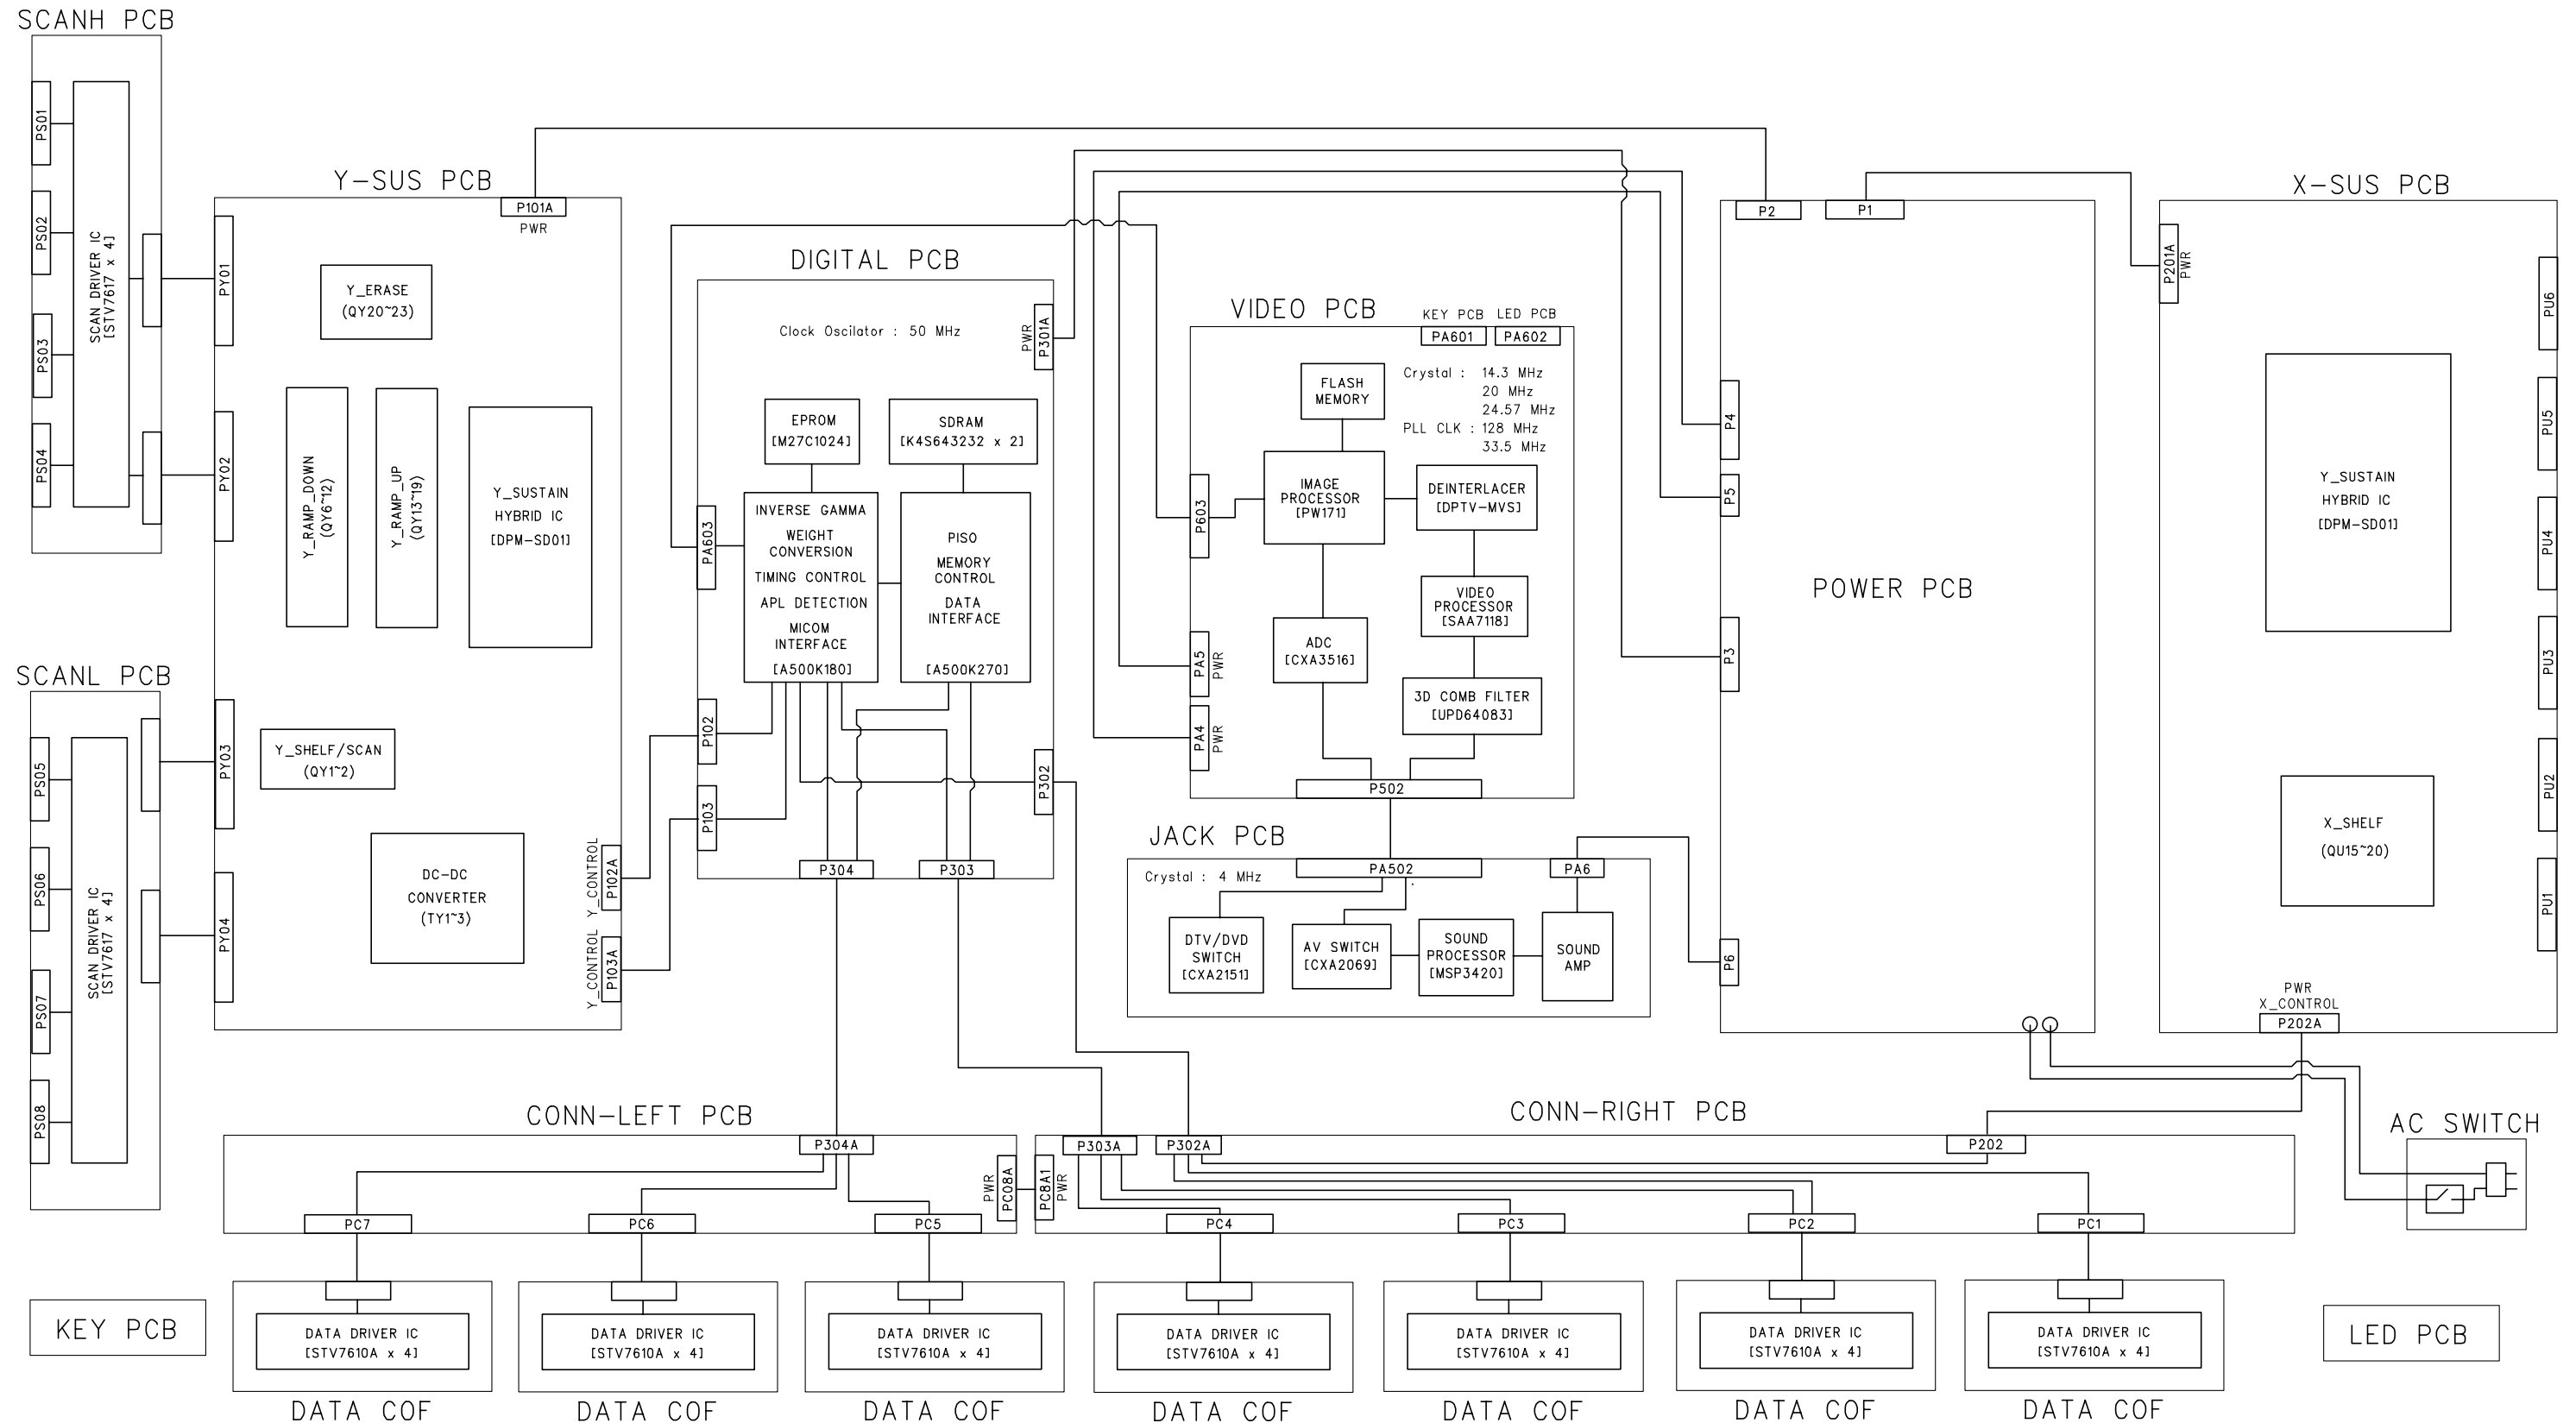 SCANH PCB
PS01
PS02
PS03
PS04
SCAN DRIVER IC
[STV7617 x 4]
SCANL PCB
PS05
PS06
PS07
PS08
SCAN DRIVER IC
[STV7617 x 4]
Y-SUS PCB
P101A
PWR
PY01
PY02
PY03
PY04
Y_ERASE
(QY20~23)
Y_RAMP_DOWN
(QY6~12)
Y_RAMP_UP
(QY13~19)
Y_SUSTAIN
HYBRID IC
[DPM-SD01]
Y_SHELF/SCAN
(QY1~2)
DC-DC
CONVERTER
(TY1~3)
Y_CONTROL
P102A
Y_CONTROL
P103A
DIGITAL PCB
Clock Oscilator : 50 MHz
PWR
P301A
EPROM
[M27C1024]
SDRAM
[K4S643232 x 2]
PA603
INVERSE GAMMA
WEIGHT
CONVERSION
TIMING CONTROL
APL DETECTION
MICOM
INTERFACE
[A500K180]
PISO
MEMORY
CONTROL
DATA
INTERFACE
[A500K270]
P102
P103
P302
P304
P303
VIDEO PCB
KEY PCB
LED PCB
PA601
PA602
FLASH
MEMORY
Crystal : 14.3 MHz
20 MHz
24.57 MHz
PLL CLK : 128 MHz
33.5 MHz
P603
IMAGE
PROCESSOR
[PW171]
DEINTERLACER
[DPTV-MVS]
VIDEO
PROCESSOR
[SAA7118]
ADC
[CXA3516]
3D COMB FILTER
[UPD64083]
PA5
PWR
PA4
PWR
P502
JACK PCB
PA502
PA6
Crystal : 4 MHz
DTV/DVD
SWITCH
[CXA2151]
AV SWITCH
[CXA2069]
SOUND
PROCESSOR
[MSP3420]
SOUND
AMP
P2
P1
P4
P5
P3
P6
POWER PCB
X-SUS PCB
P201A
PWR
PU6
PU5
PU4
PU3
PU2
PU1
Y_SUSTAIN
HYBRID IC
[DPM-SD01]
X_SHELF
(QU15~20)
PWR
X_CONTROL
P202A
CONN-LEFT PCB
P304A
PWR
PC08A
PC7
PC6
PC5
CONN-RIGHT PCB
P303A
P302A
P202
PC8A1
PWR
PC4
PC3
PC2
PC1
AC SWITCH
KEY PCB
DATA DRIVER IC
[STV7610A x 4]
DATA COF
DATA DRIVER IC
[STV7610A x 4]
DATA COF
DATA DRIVER IC
[STV7610A x 4]
DATA COF
DATA DRIVER IC
[STV7610A x 4]
DATA COF
DATA DRIVER IC
[STV7610A x 4]
DATA COF
DATA DRIVER IC
[STV7610A x 4]
DATA COF
DATA DRIVER IC
[STV7610A x 4]
DATA COF
LED PCB